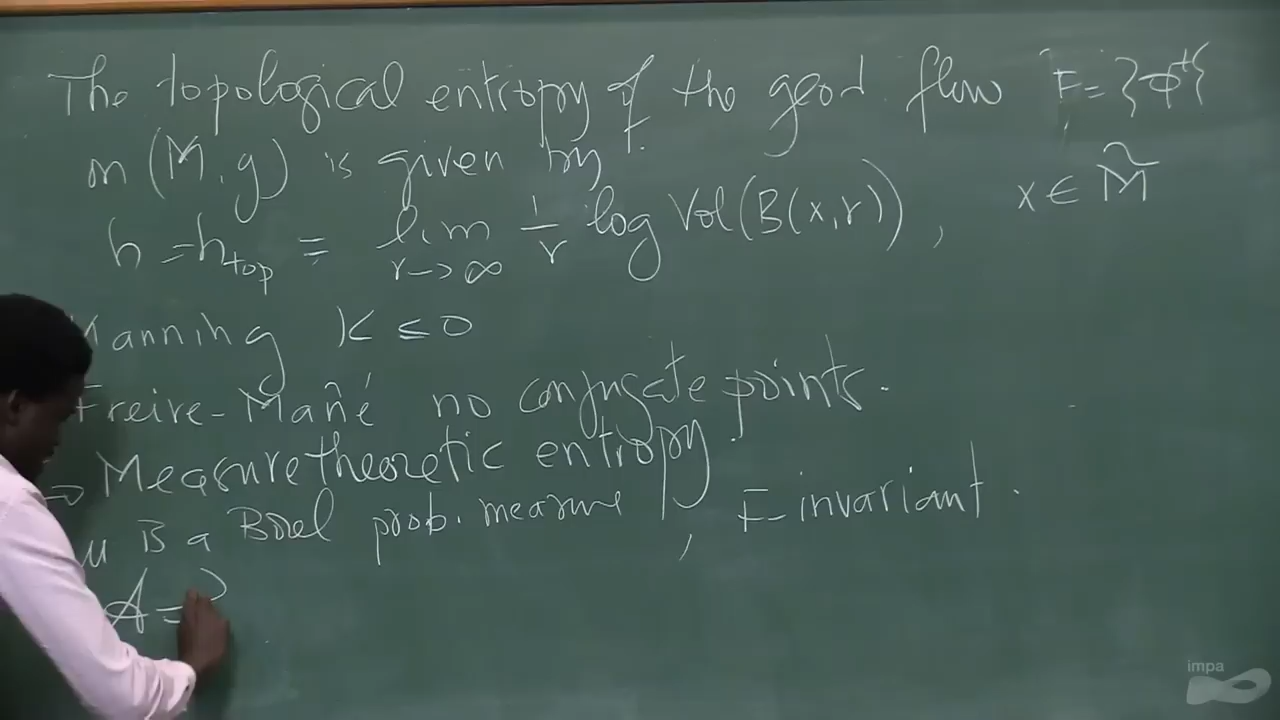 The topological entropy of the geod. flow F = {Φᵗ}
on (M, g) is given by:
h = h_top = lim_{r→∞} 1/r log Vol(B(x,r)), x ∈ M̃
Manning K ≤ 0
Freire-Mañé no conjugate points.
Measure theoretic entropy
μ is a Borel prob. measure, F-invariant.
A =
impa